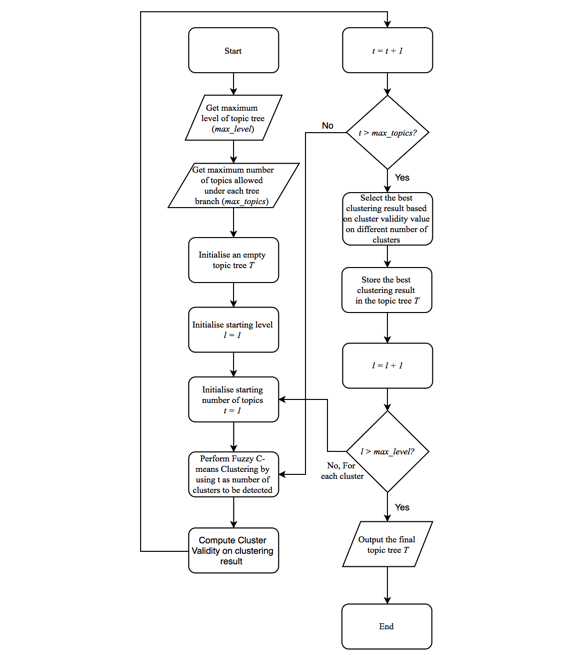 Start
Get maximum
level of topic tree
(max_level)
Get maximum number
of topics allowed
under each tree
branch (max_topics)
Initialise an empty
topic tree T
Initialise starting level
l = 1
Initialise starting
number of topics
t = 1
Perform Fuzzy C-
means Clustering by
using t as number of
clusters to be detected
Compute Cluster
Validity on clustering
result
t = t + 1
t > max_topics?
No
Yes
Select the best
clustering result based
on cluster validity value
on different number of
clusters
Store the best
clustering result
in the topic tree T
l = l + 1
l > max_level?
No, For
each cluster
Yes
Output the final
topic tree T
End